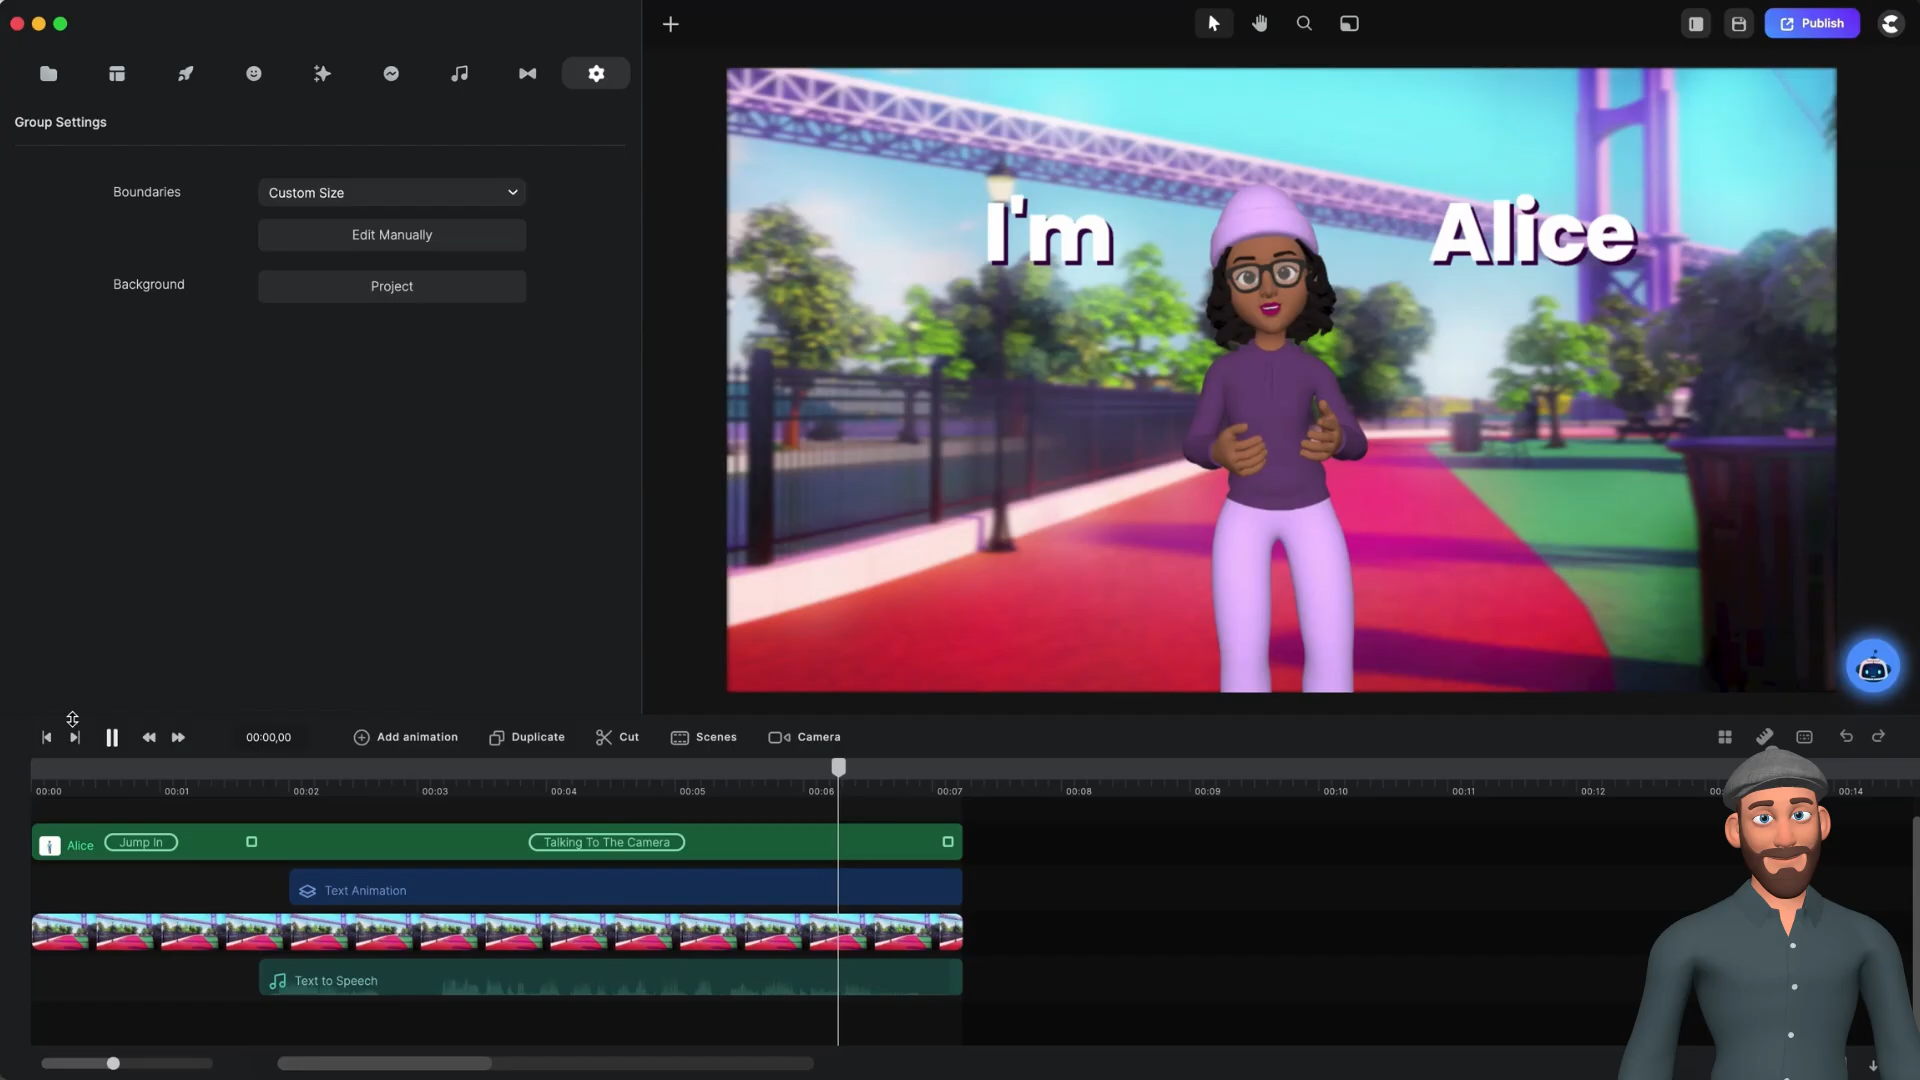 Publish
Group Settings
Boundaries
Custom Size
Edit Manually
Background
Project
I'm
Alice
00:00,00
Add animation
Duplicate
Cut
Scenes
Camera
00:00
00:01
00:02
00:03
00:04
00:05
00:06
00:07
00:08
00:09
00:10
00:11
00:12
00:14
Alice
Jump In
Talking To The Camera
Text Animation
Text to Speech